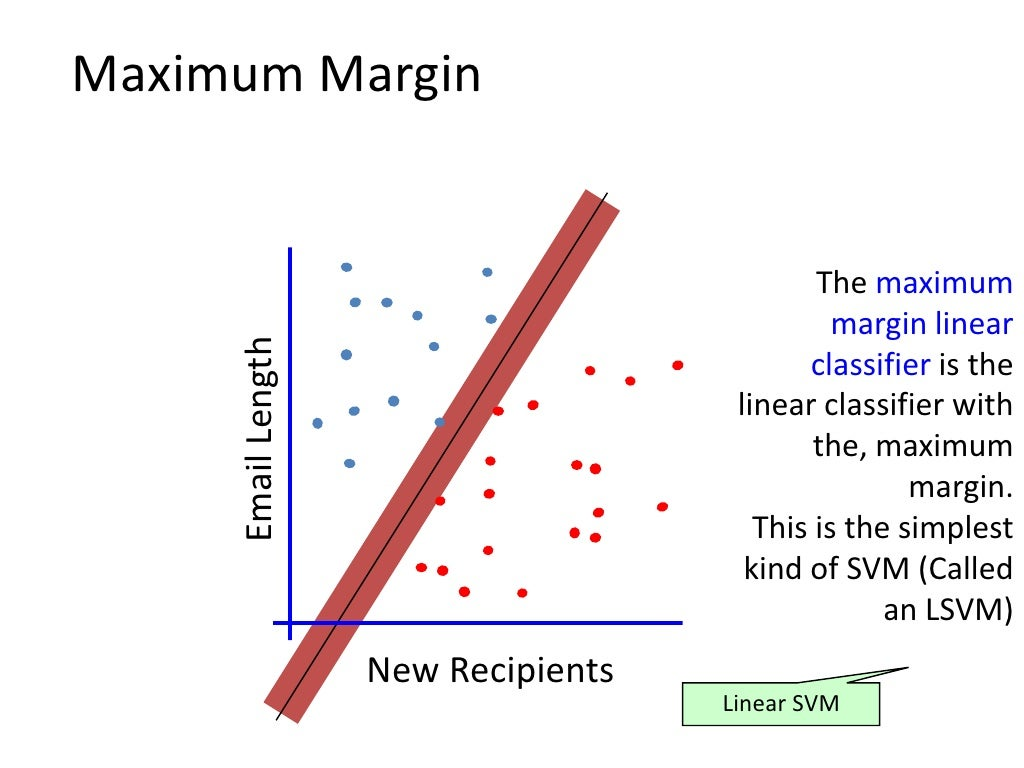 Maximum Margin
Email Length
New Recipients
The maximum
margin linear
classifier is the
linear classifier with
the, maximum
margin.
This is the simplest
kind of SVM (Called
an LSVM)
Linear SVM